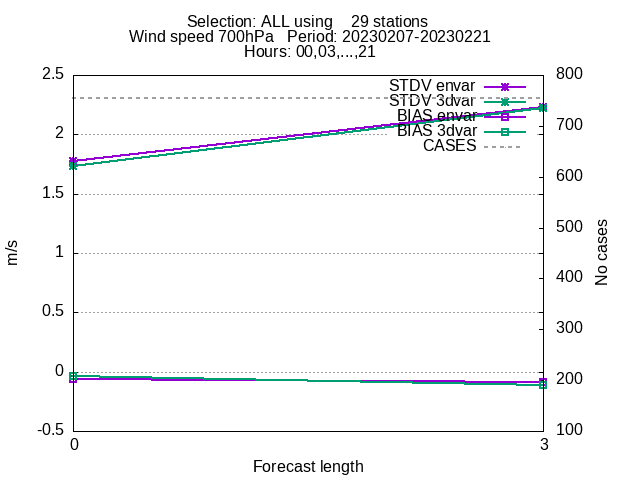 Selection: ALL using    29 stations
Wind speed 700hPa   Period: 20230207-20230221
Hours: 00,03,...,21
2.5
2
1.5
1
0.5
0
-0.5
m/s
800
700
600
500
400
300
200
100
No cases
STDV envar
STDV 3dvar
BIAS envar
BIAS 3dvar
CASES
0
3
Forecast length